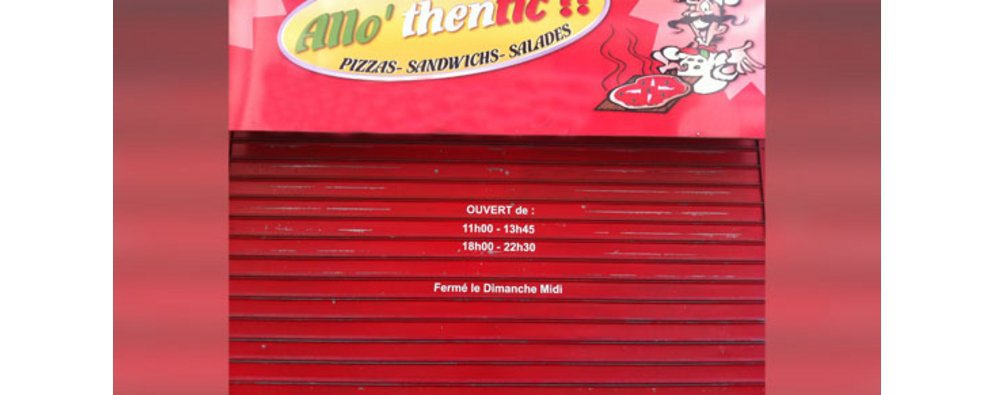 Allo' thentic !!
PIZZAS- SANDWICHS- SALADES
OUVERT de :
11h00 - 13h45
18h00 - 22h30
Fermé le Dimanche Midi